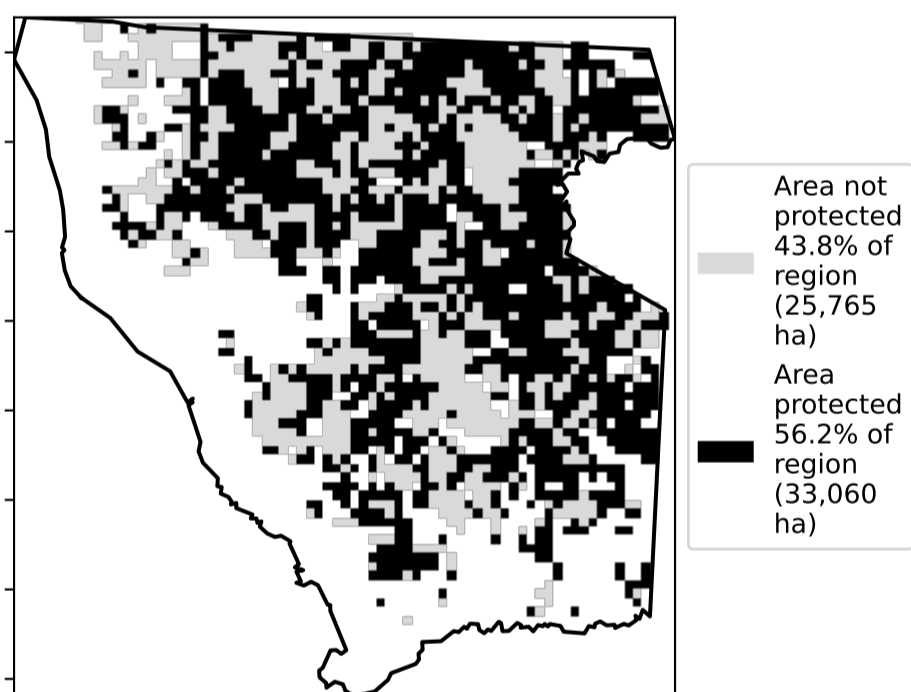 Area not
protected
43.8% of
region
(25,765
ha)
Area
protected
56.2% of
region
(33,060
ha)